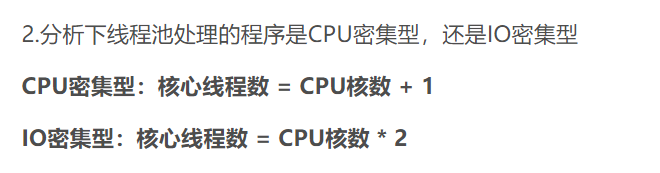 2.分析下线程池处理的程序是CPU密集型，还是IO密集型
CPU密集型：核心线程数 = CPU核数 + 1
IO密集型：核心线程数 = CPU核数 * 2